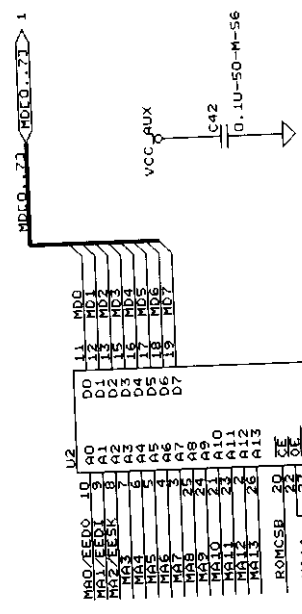 MD[0..7]
MD[0..7]
1
VCC_AUX
C42
0.1U-50-M-S6
U2
MA0/EEDO 10 A0 D0 11 MD0
MA1/EEDI 9 A1 D1 12 MD1
MA2/EESK 8 A2 D2 13 MD2
MA3 7 A3 D3 15 MD3
MA4 6 A4 D4 16 MD4
MA5 5 A5 D5 17 MD5
MA6 4 A6 D6 18 MD6
MA7 3 A7 D7 19 MD7
MA8 25 A8
MA9 24 A9
MA10 21 A10
MA11 23 A11
MA12 2 A12
MA13 26 A13
ROMCSB 20 CE
22 OE
27